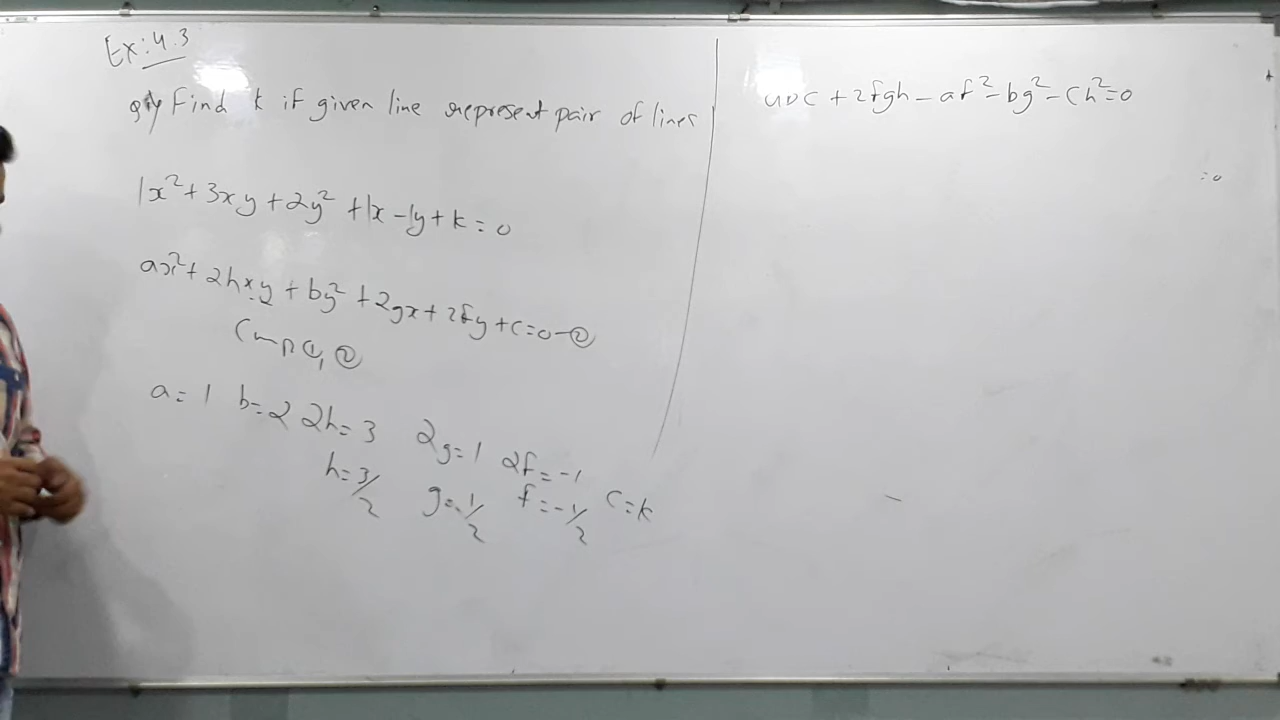 Ex: 4.3
Find k if given line represent pair of lines
1x² + 3xy + 2y² + 1x - 1y + k = 0
ax² + 2hxy + by² + 2gx + 2fy + c = 0 - ②
Comp ①, ②
a = 1 b = 2 2h = 3 2g = 1 2f = -1
h = 3/2 g = 1/2 f = -1/2 c = k
abc + 2fgh - af² - bg² - ch² = 0
= 0